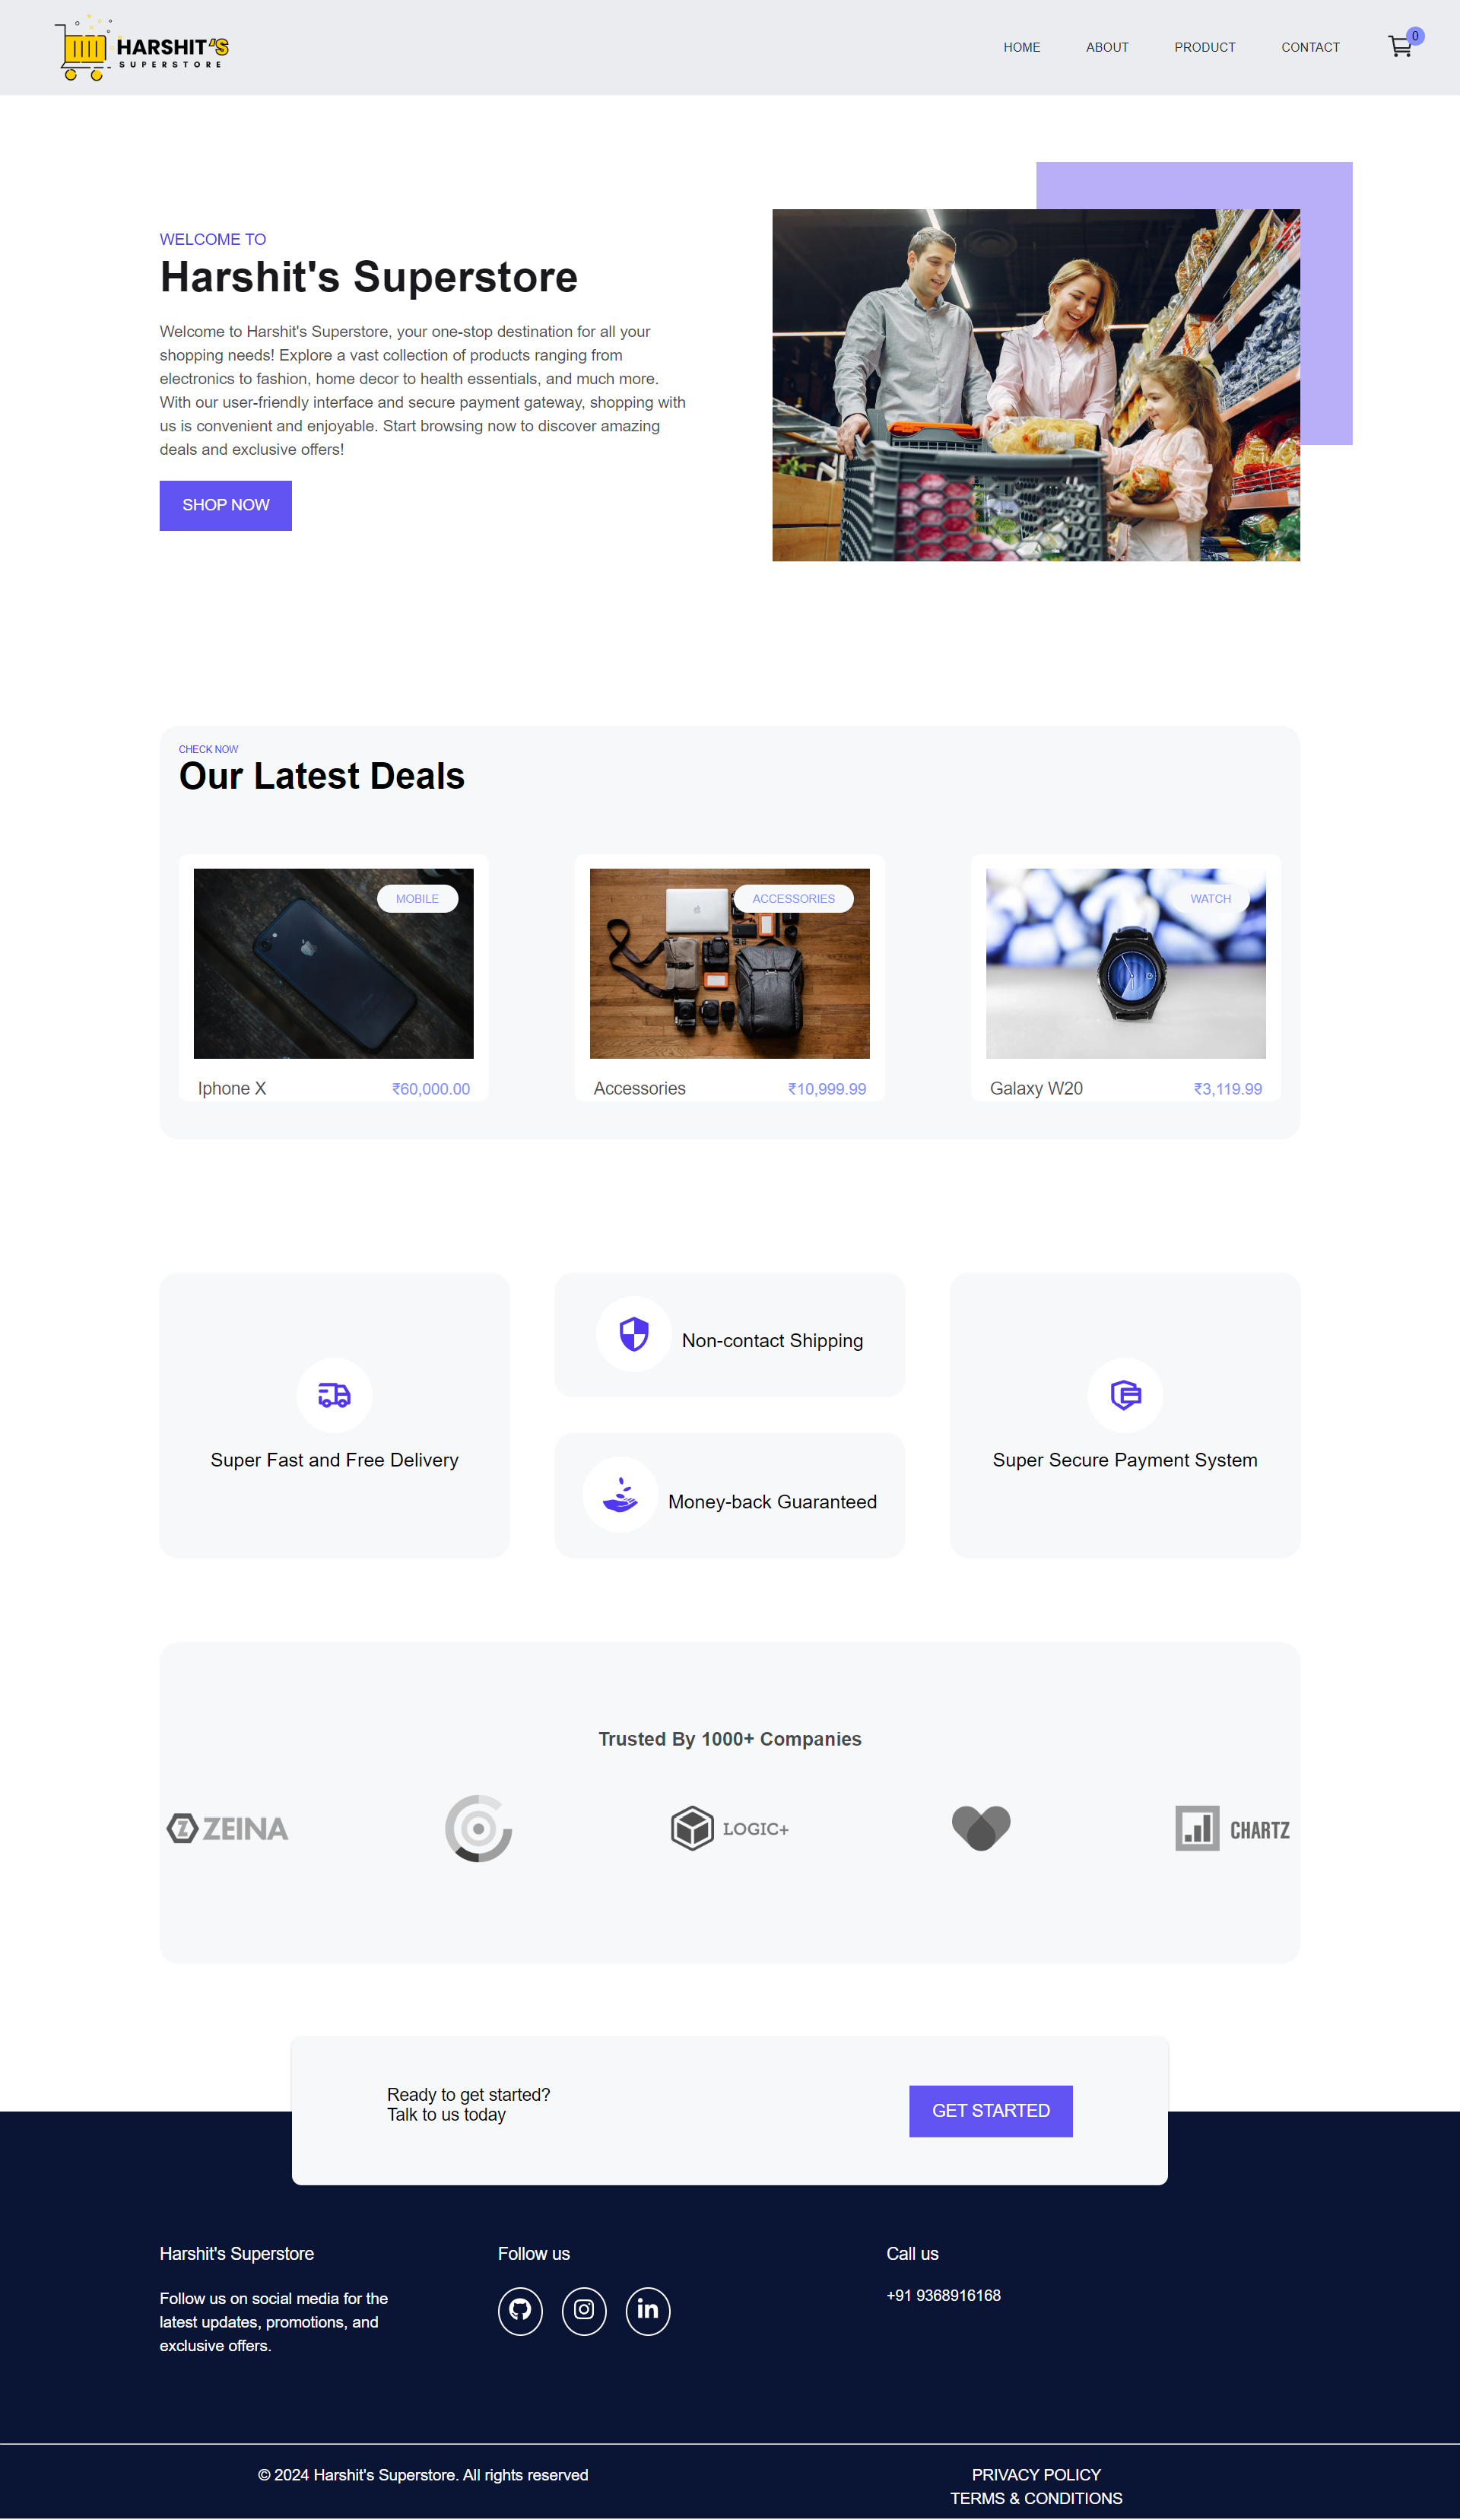 HARSHIT'S
SUPERSTORE
HOME
ABOUT
PRODUCT
CONTACT
0
WELCOME TO
Harshit's Superstore
Welcome to Harshit's Superstore, your one-stop destination for all your
shopping needs! Explore a vast collection of products ranging from
electronics to fashion, home decor to health essentials, and much more.
With our user-friendly interface and secure payment gateway, shopping with
us is convenient and enjoyable. Start browsing now to discover amazing
deals and exclusive offers!
SHOP NOW
CHECK NOW
Our Latest Deals
MOBILE
ACCESSORIES
WATCH
Iphone X
₹60,000.00
Accessories
₹10,999.99
Galaxy W20
₹3,119.99
Super Fast and Free Delivery
Non-contact Shipping
Money-back Guaranteed
Super Secure Payment System
Trusted By 1000+ Companies
Z ZEINA
LOGIC+
CHARTZ
Ready to get started?
Talk to us today
GET STARTED
Harshit's Superstore
Follow us on social media for the
latest updates, promotions, and
exclusive offers.
Follow us
in
Call us
+91 9368916168
© 2024 Harshit's Superstore. All rights reserved
PRIVACY POLICY
TERMS & CONDITIONS